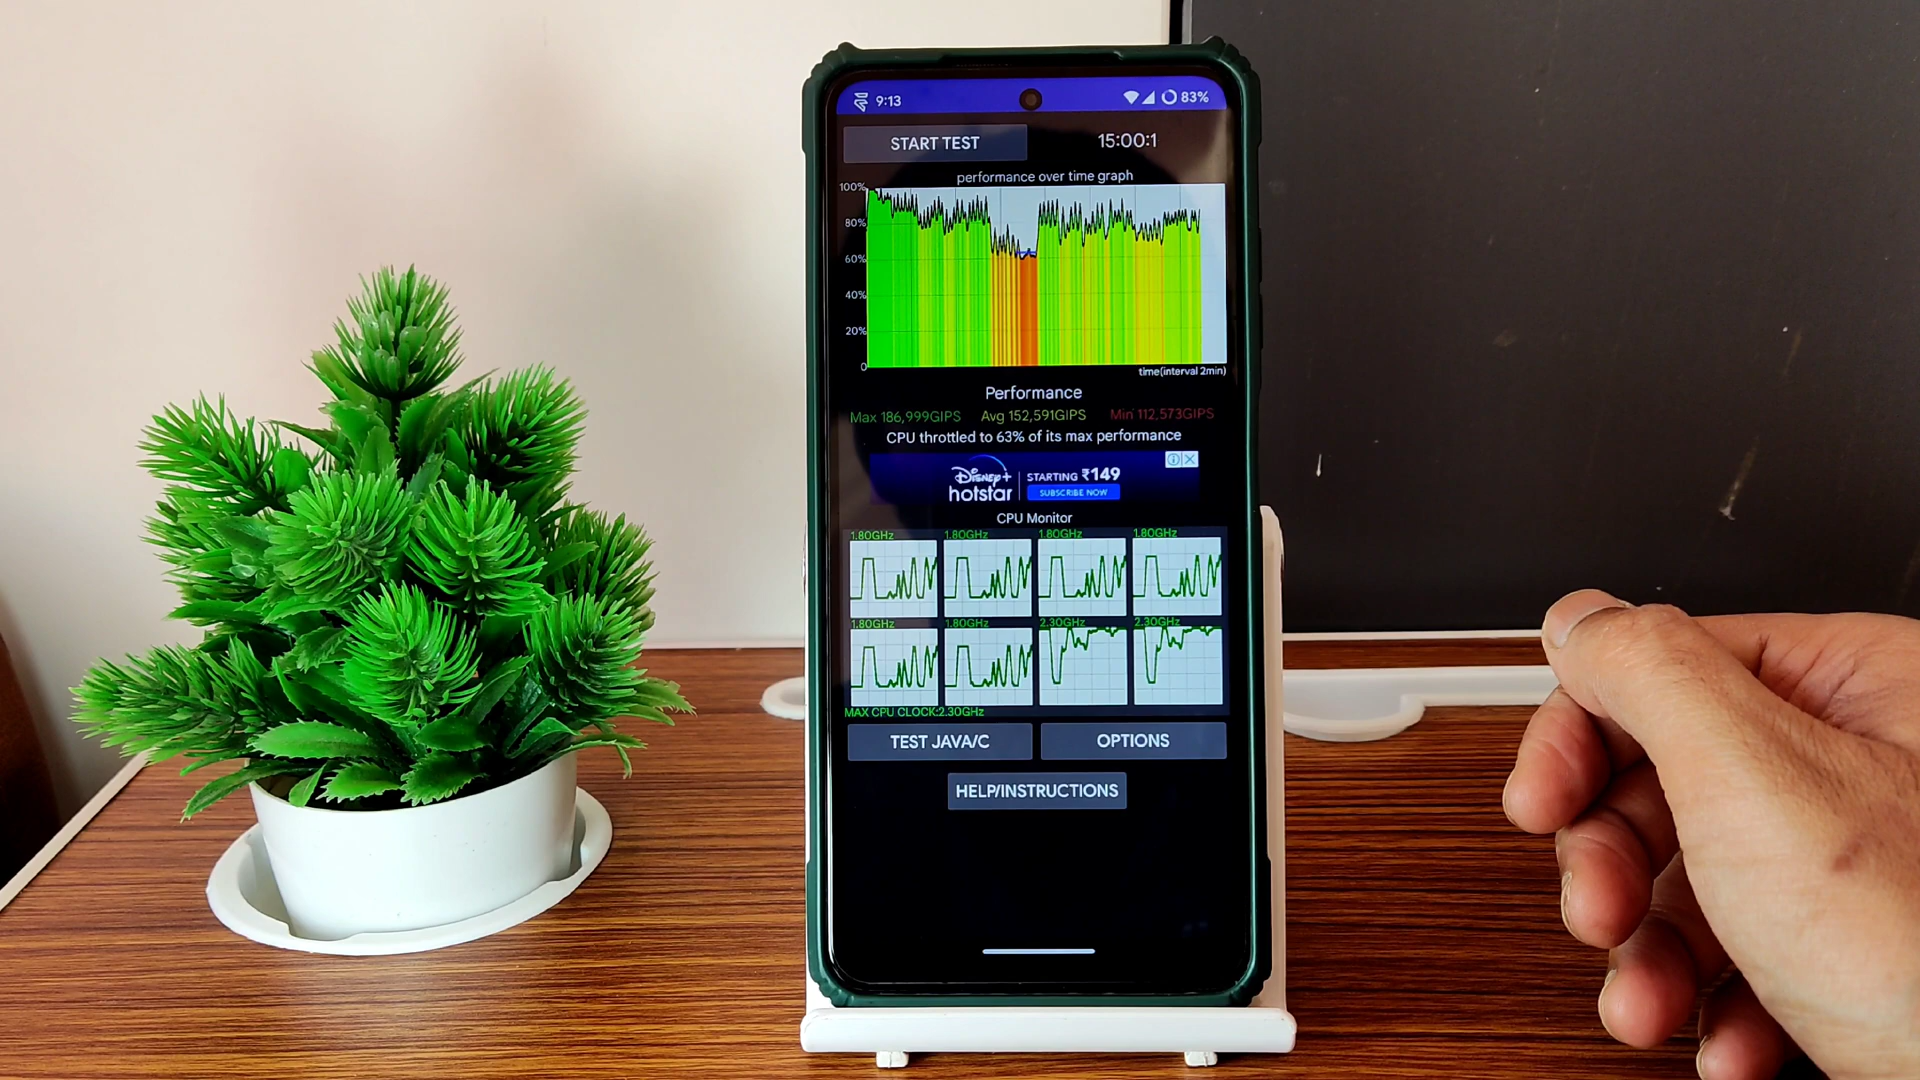 9:13 83%
START TEST 15:00:1
performance over time graph
100%
80%
60%
40%
20%
0
time(interval 2min)
Performance
Max 186,999GIPS Avg 152,591GIPS Min 112,573GIPS
CPU throttled to 63% of its max performance
Disney+ hotstar
STARTING ₹149
SUBSCRIBE NOW
CPU Monitor
1.80GHz 1.80GHz 1.80GHz 1.80GHz
1.80GHz 1.80GHz 2.30GHz 2.30GHz
MAX CPU CLOCK:2.30GHz
TEST JAVA/C OPTIONS
HELP/INSTRUCTIONS